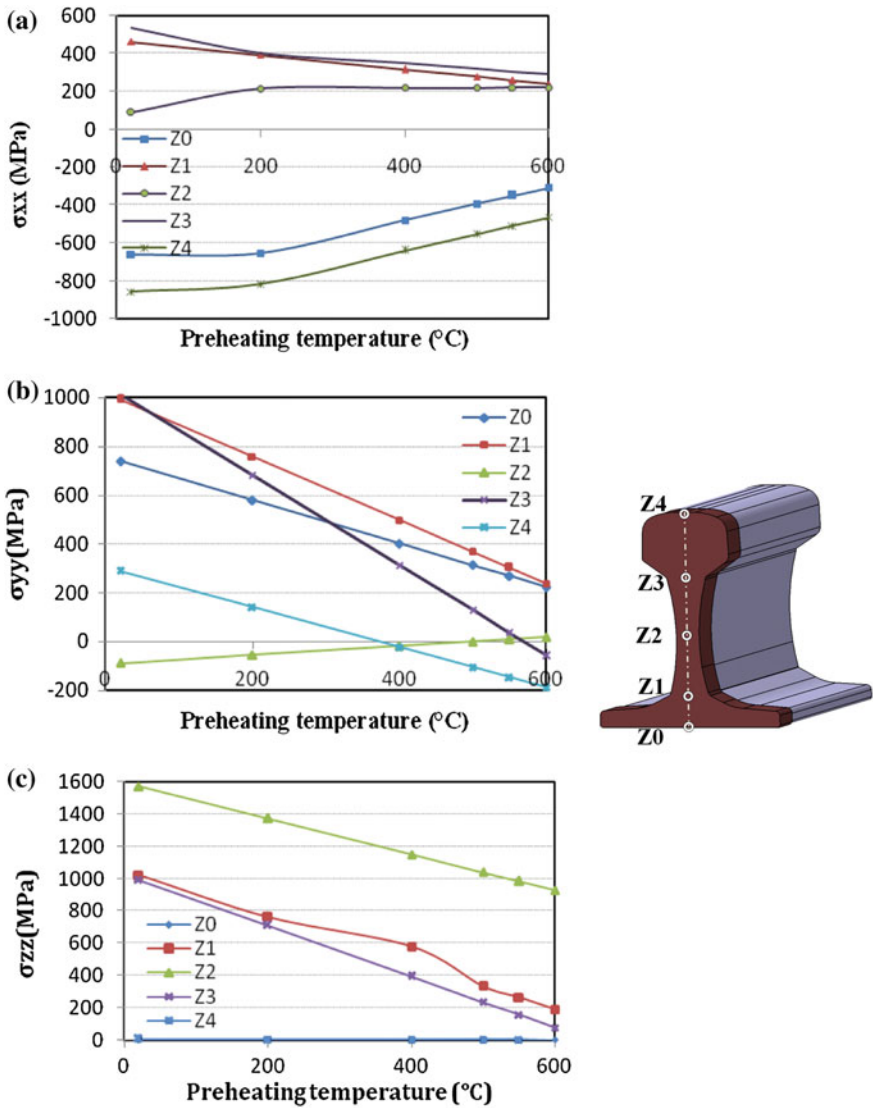 (a)
600
400
200
0
-200
-400
-600
-800
-1000
σxx (MPa)
0
200
400
600
Z0
Z1
Z2
Z3
Z4
Preheating temperature (°C)
(b)
1000
800
600
400
200
0
-200
σyy(MPa)
0
200
400
600
Z0
Z1
Z2
Z3
Z4
Preheating temperature (°C)
Z4
Z3
Z2
Z1
Z0
(c)
1600
1400
1200
1000
800
600
400
200
0
σzz(MPa)
Z0
Z1
Z2
Z3
Z4
0
200
400
600
Preheating temperature (°C)